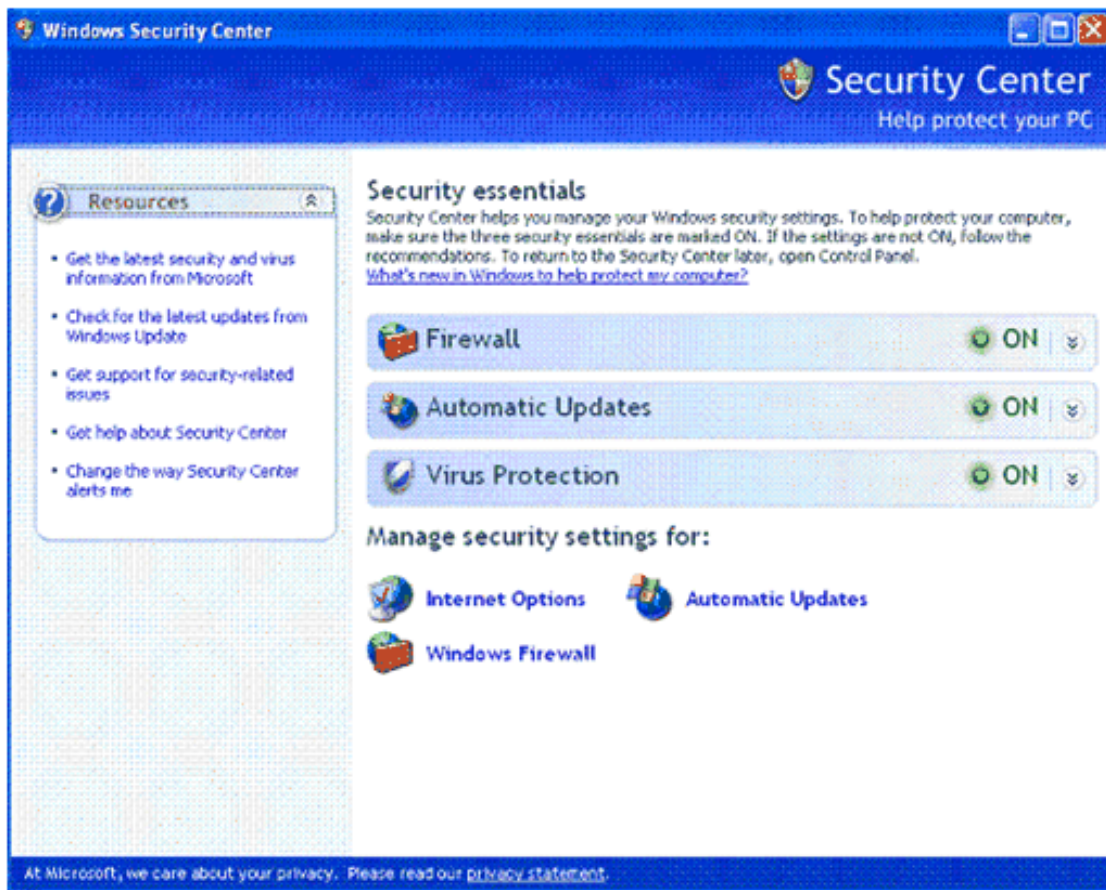 Windows Security Center
Security Center
Help protect your PC
Resources
Get the latest security and virus
information from Microsoft
Check for the latest updates from
Windows Update
Get support for security-related
issues
Get help about Security Center
Change the way Security Center
alerts me
Security essentials
Security Center helps you manage your Windows security settings. To help protect your computer,
make sure the three security essentials are marked ON. If the settings are not ON, follow the
recommendations. To return to the Security Center later, open Control Panel.
What's new in Windows to help protect my computer?
Firewall ON
Automatic Updates ON
Virus Protection ON
Manage security settings for:
Internet Options Automatic Updates
Windows Firewall
At Microsoft, we care about your privacy. Please read our privacy statement.